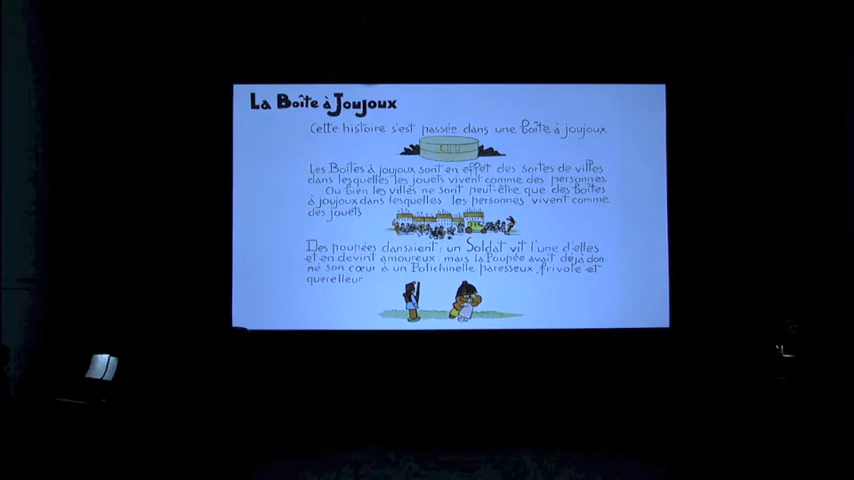 La Boîte à Joujoux
Cette histoire s'est passée dans une Boîte à joujoux
Les Boîtes à joujoux sont en effet des sortes de villes
dans lesquelles les jouets vivent comme des personnes.
Ou bien les villes ne sont peut-être que des Boîtes
à joujoux dans lesquelles les personnes vivent comme
des jouets
Des poupées dansaient : un Soldat vit l'une d'elles
et en devint amoureux : mais la Poupée avait déjà don-
né son cœur à un Polichinelle paresseux, frivole et
querelleur